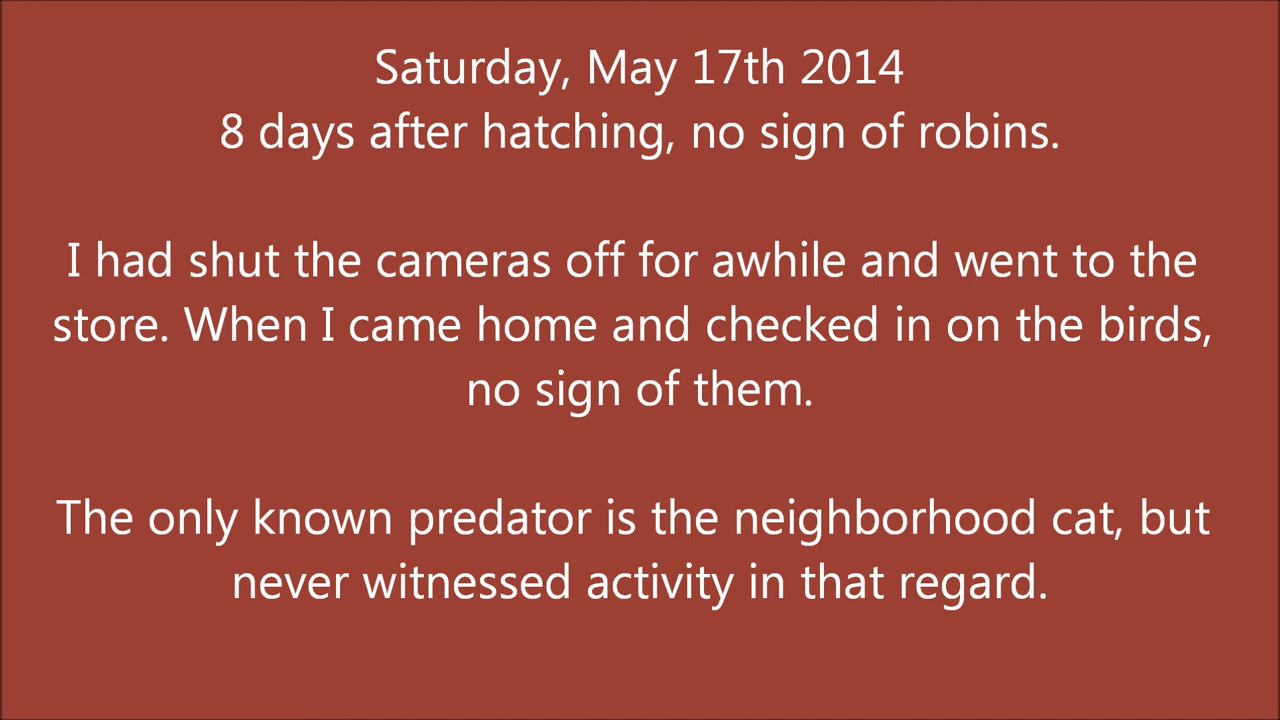 Saturday, May 17th 2014
8 days after hatching, no sign of robins.
I had shut the cameras off for awhile and went to the
store. When I came home and checked in on the birds,
no sign of them.
The only known predator is the neighborhood cat, but
never witnessed activity in that regard.